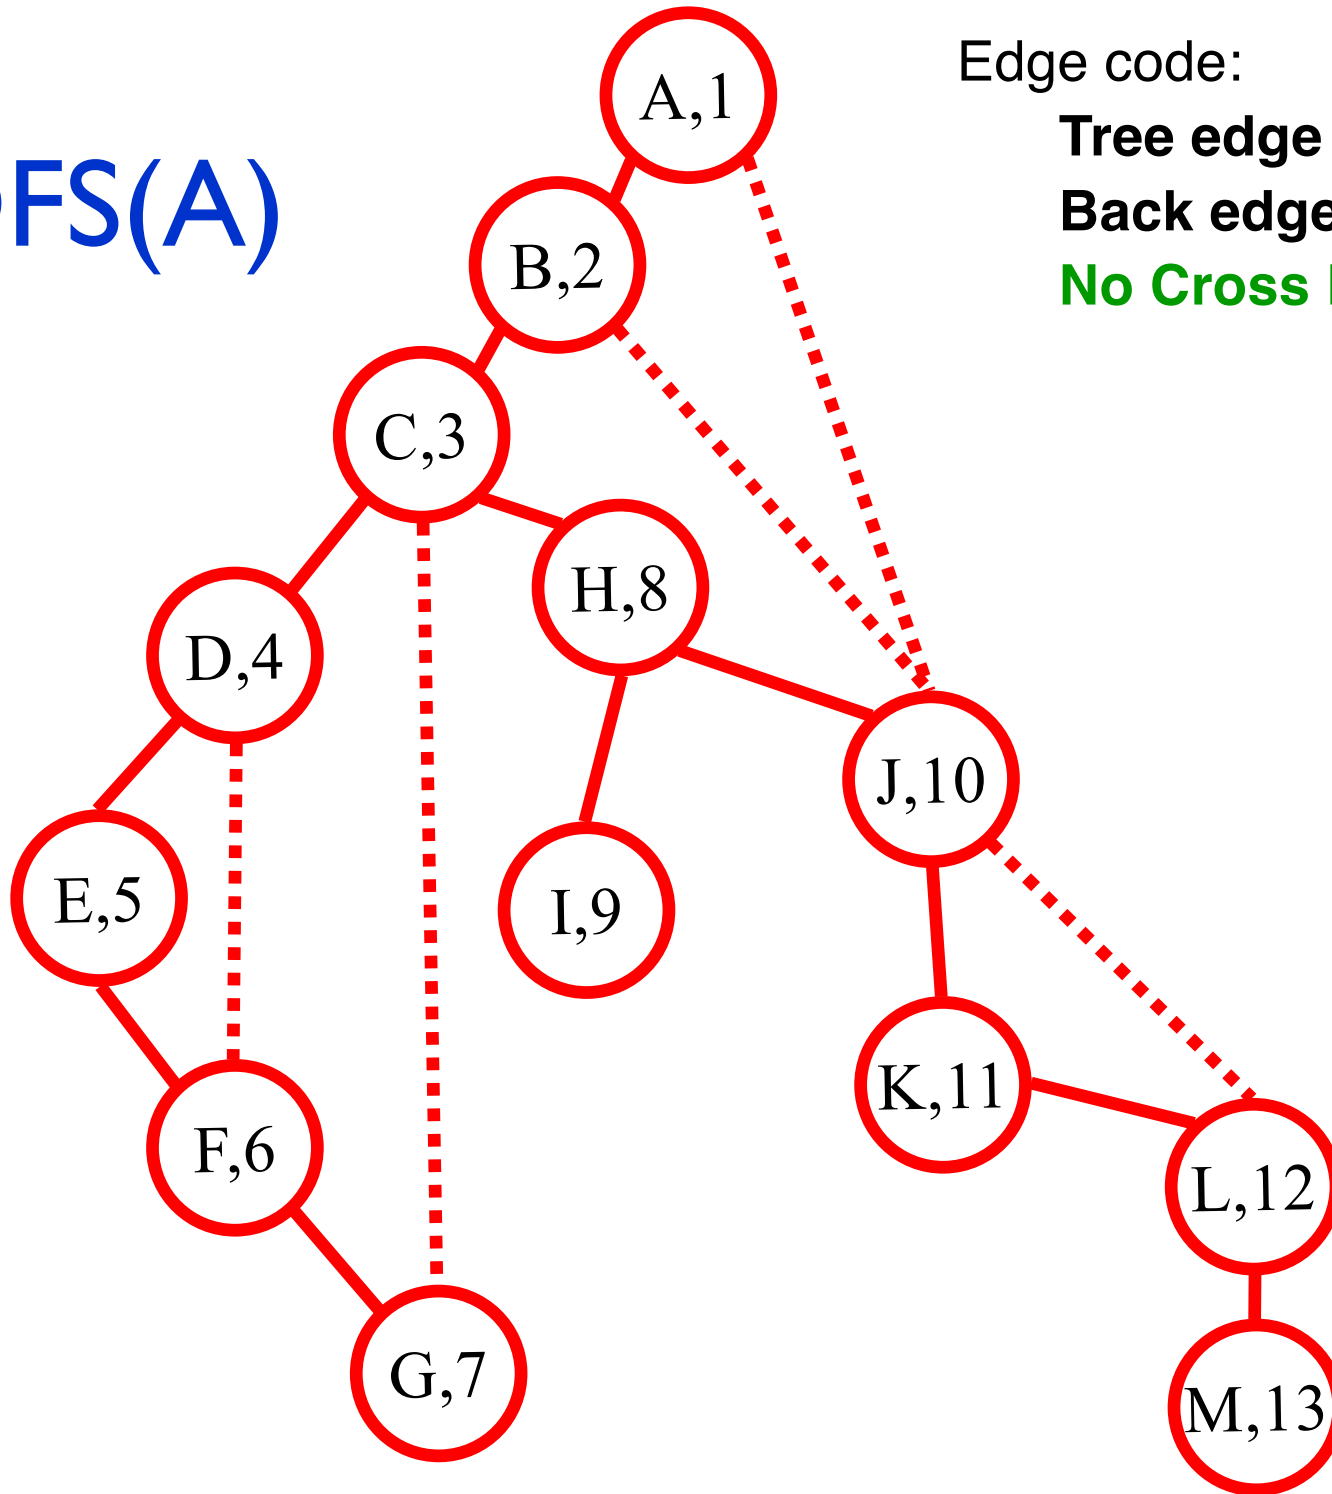 A,1
Edge code:
Tree edge
FS(A)
Back edge
B,2
No Cross
C,3
H,8
D,4
J,10
E,5
I,9
K,11
F,6
L,12
G,7
M,13